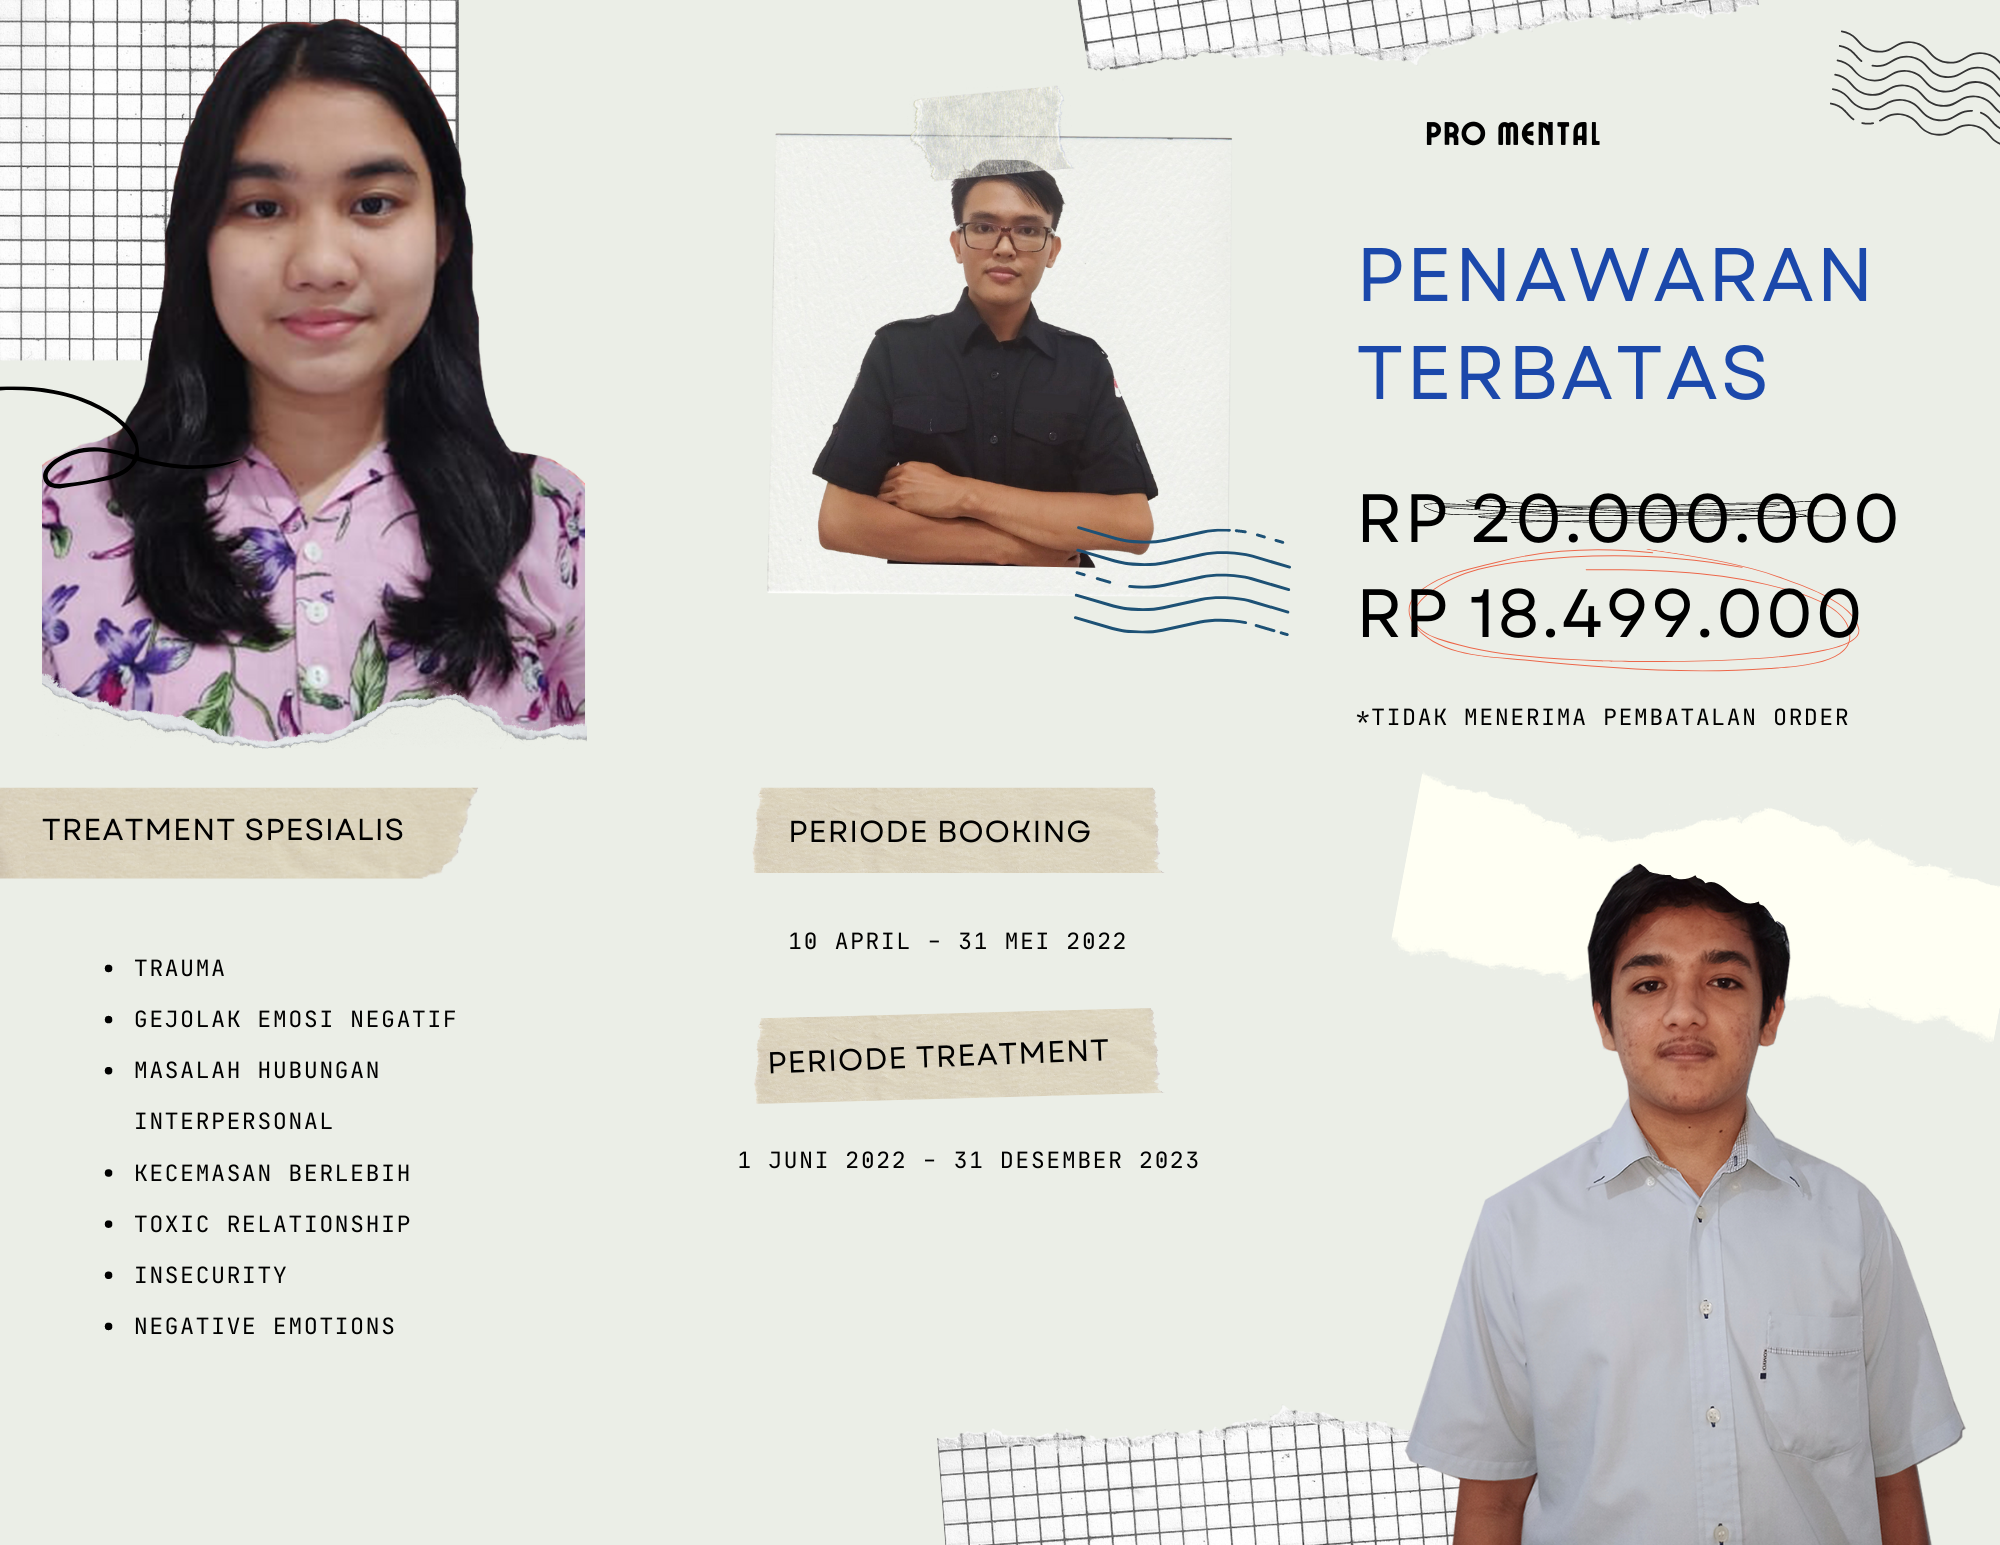 PRO MENTAL
PENAWARAN
TERBATAS
RP 20.000.000
RP 18.499.000
*TIDAK MENERIMA PEMBATALAN ORDER
TREATMENT SPESIALIS
• TRAUMA
• GEJOLAK EMOSI NEGATIF
• MASALAH HUBUNGAN
INTERPERSONAL
• KECEMASAN BERLEBIH
• TOXIC RELATIONSHIP
• INSECURITY
• NEGATIVE EMOTIONS
PERIODE BOOKING
10 APRIL - 31 MEI 2022
PERIODE TREATMENT
1 JUNI 2022 - 31 DESEMBER 2023